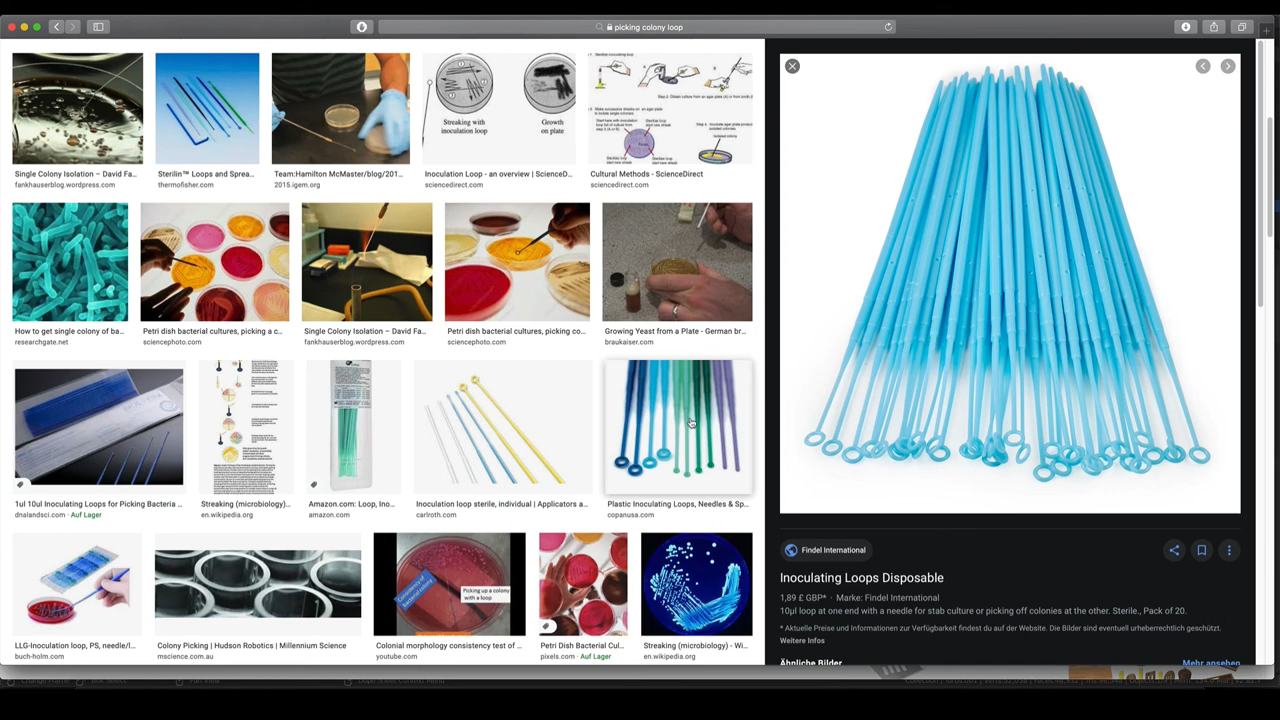 picking colony loop
Single Colony Isolation – David Fa...
fankhauserblog.wordpress.com
Sterilin™ Loops and Sprea...
thermofisher.com
Team:Hamilton McMaster/blog/201...
2015.igem.org
Streaking with
inoculation loop
Growth
on plate
Inoculation Loop - an overview | ScienceD...
sciencedirect.com
Cultural Methods - ScienceDirect
sciencedirect.com
How to get single colony of ba...
researchgate.net
Petri dish bacterial cultures, picking a c...
sciencephoto.com
Single Colony Isolation – David Fa...
fankhauserblog.wordpress.com
Petri dish bacterial cultures, picking co...
sciencephoto.com
Growing Yeast from a Plate - German br...
braukaiser.com
1ul 10ul Inoculating Loops for Picking Bacteria ...
dnalandsci.com · Auf Lager
Streaking (microbiology)...
en.wikipedia.org
Amazon.com: Loop, Ino...
amazon.com
Inoculation loop sterile, individual | Applicators a...
carlroth.com
Plastic Inoculating Loops, Needles & Sp...
copanusa.com
Picking up a colony
with a loop
LLG-Inoculation loop, PS, needle/l...
buch-holm.com
Colony Picking | Hudson Robotics | Millennium Science
mscience.com.au
Colonial morphology consistency test of ...
youtube.com
Petri Dish Bacterial Cul...
pixels.com · Auf Lager
Streaking (microbiology) - Wi...
en.wikipedia.org
Findel International
Inoculating Loops Disposable
1,89 £ GBP* · Marke: Findel International
10µl loop at one end with a needle for stab culture or picking off colonies at the other. Sterile., Pack of 20.
* Aktuelle Preise und Informationen zur Verfügbarkeit findest du auf der Website. Die Bilder sind eventuell urheberrechtlich geschützt.
Weitere Infos
Ähnliche Bilder
Mehr ansehen